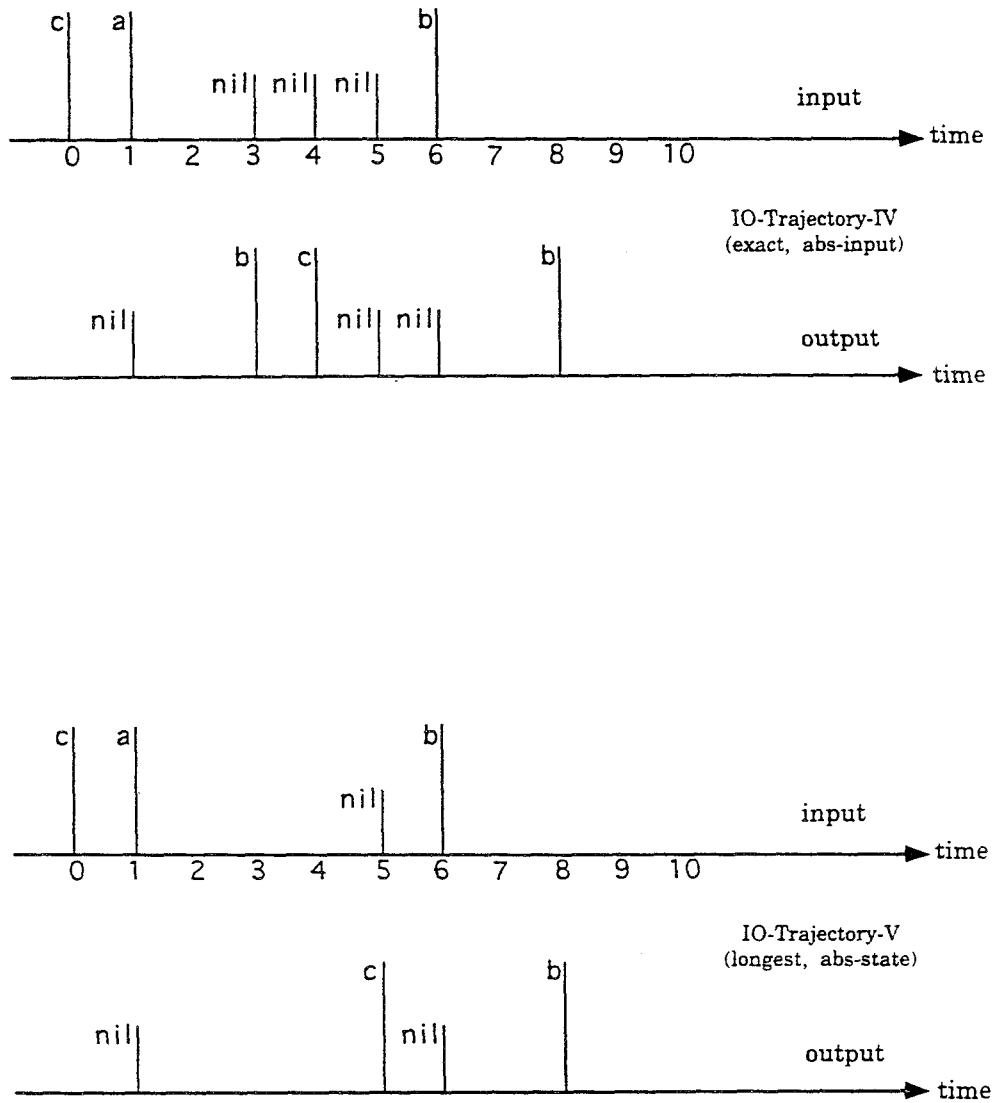 c a b
nil nil nil
input
time
0 1 2 3 4 5 6 7 8 9 10
IO-Trajectory-IV
(exact, abs-input)
b c b
nil nil nil
output
time
c a b
nil
input
time
0 1 2 3 4 5 6 7 8 9 10
IO-Trajectory-V
(longest, abs-state)
c b
nil nil
output
time